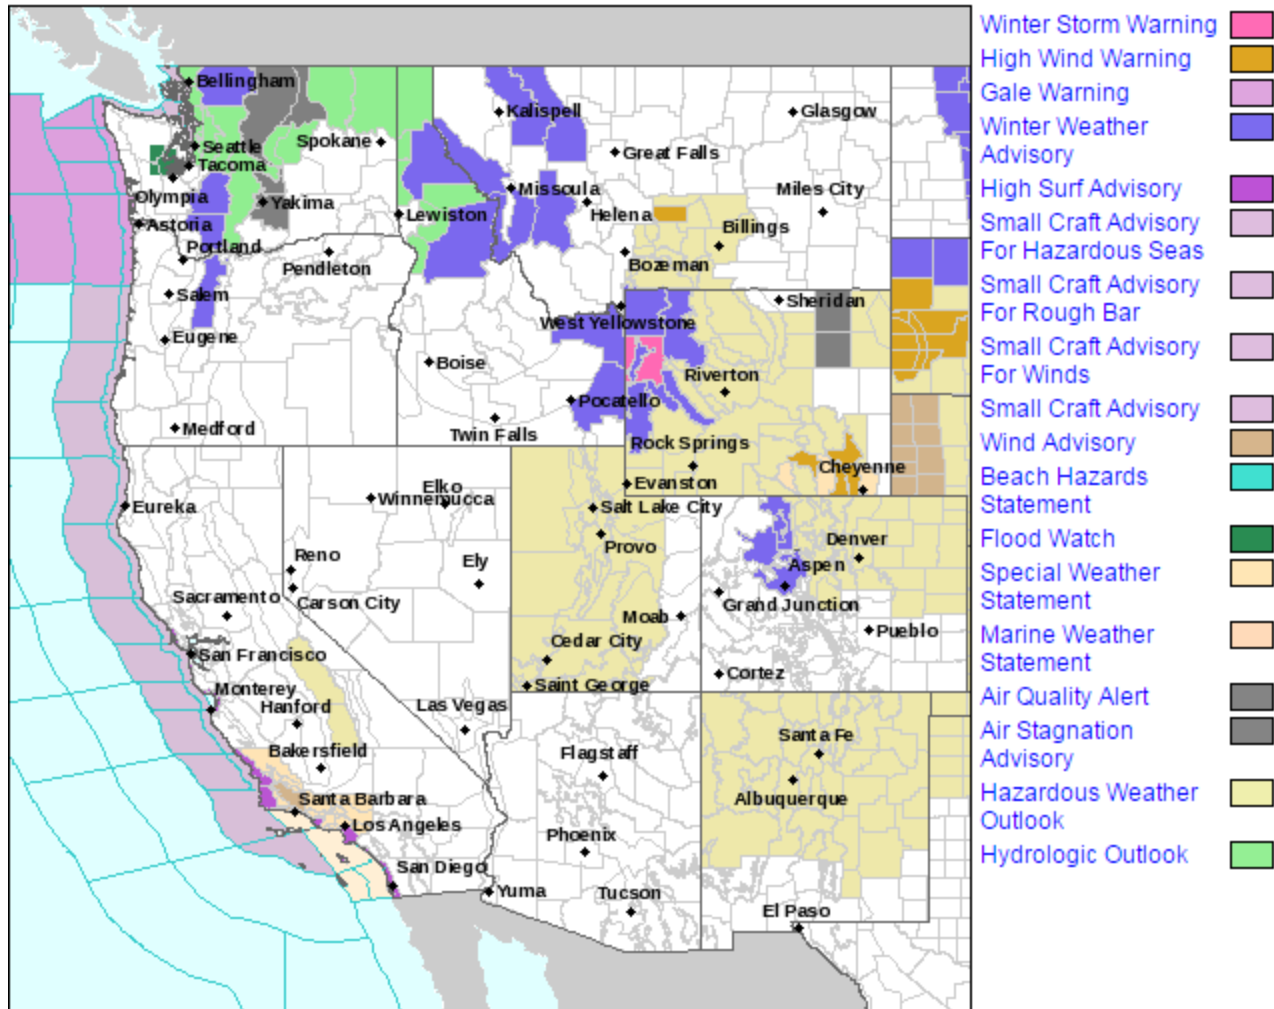 Winter Storm Warning
High Wind Warning
Gale Warning
Winter Weather
Advisory
High Surf Advisory
Small Craft Advisory
For Hazardous Seas
Small Craft Advisory
For Rough Bar
Small Craft Advisory
For Winds
Small Craft Advisory
Wind Advisory
Beach Hazards
Statement
Flood Watch
Special Weather
Statement
Marine Weather
Statement
Air Quality Alert
Air Stagnation
Advisory
Hazardous Weather
Outlook
Hydrologic Outlook
Bellingham
Kalispell
Glasgow
Seattle
Spokane
Great Falls
Tacoma
Olympia
Yakima
Missoula
Miles City
Lewiston
Helena
Astoria
Billings
Portland
Pendleton
Bozeman
Salem
Sheridan
West Yellowstone
Eugene
Boise
Riverton
Pocatello
Medford
Twin Falls
Rock Springs
Cheyenne
Evanston
Elko
Winnemucca
Eureka
Salt Lake City
Provo
Denver
Reno
Ely
Aspen
Sacramento
Carson City
Grand Junction
Moab
Pueblo
Cedar City
San Francisco
Cortez
Saint George
Monterey
Hanford
Las Vegas
Bakersfield
Flagstaff
Santa Fe
Santa Barbara
Albuquerque
Los Angeles
Phoenix
San Diego
Yuma
Tucson
El Paso